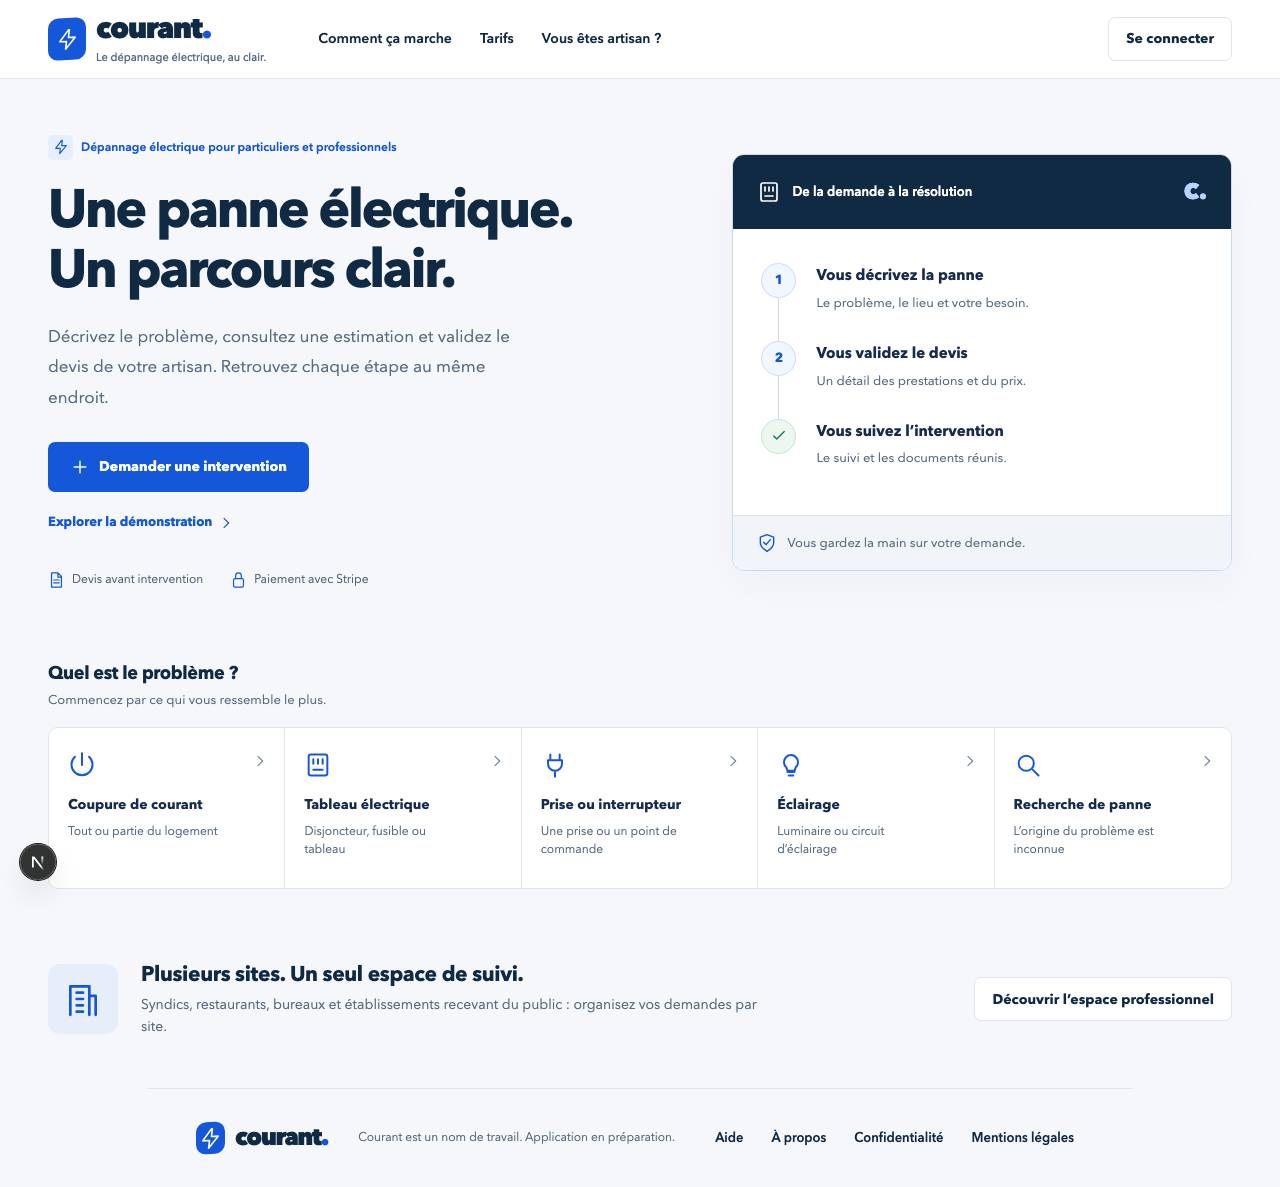 courant.
Le dépannage électrique, au clair.
Comment ça marche
Tarifs
Vous êtes artisan ?
Se connecter
Dépannage électrique pour particuliers et professionnels
Une panne électrique.
Un parcours clair.
Décrivez le problème, consultez une estimation et validez le
devis de votre artisan. Retrouvez chaque étape au même
endroit.
Demander une intervention
Explorer la démonstration
Devis avant intervention
Paiement avec Stripe
De la demande à la résolution
c.
1
Vous décrivez la panne
Le problème, le lieu et votre besoin.
2
Vous validez le devis
Un détail des prestations et du prix.
Vous suivez l’intervention
Le suivi et les documents réunis.
Vous gardez la main sur votre demande.
Quel est le problème ?
Commencez par ce qui vous ressemble le plus.
Coupure de courant
Tout ou partie du logement
Tableau électrique
Disjoncteur, fusible ou
tableau
Prise ou interrupteur
Une prise ou un point de
commande
Éclairage
Luminaire ou circuit
d’éclairage
Recherche de panne
L’origine du problème est
inconnue
N
Plusieurs sites. Un seul espace de suivi.
Syndics, restaurants, bureaux et établissements recevant du public : organisez vos demandes par
site.
Découvrir l’espace professionnel
courant.
Courant est un nom de travail. Application en préparation.
Aide
À propos
Confidentialité
Mentions légales